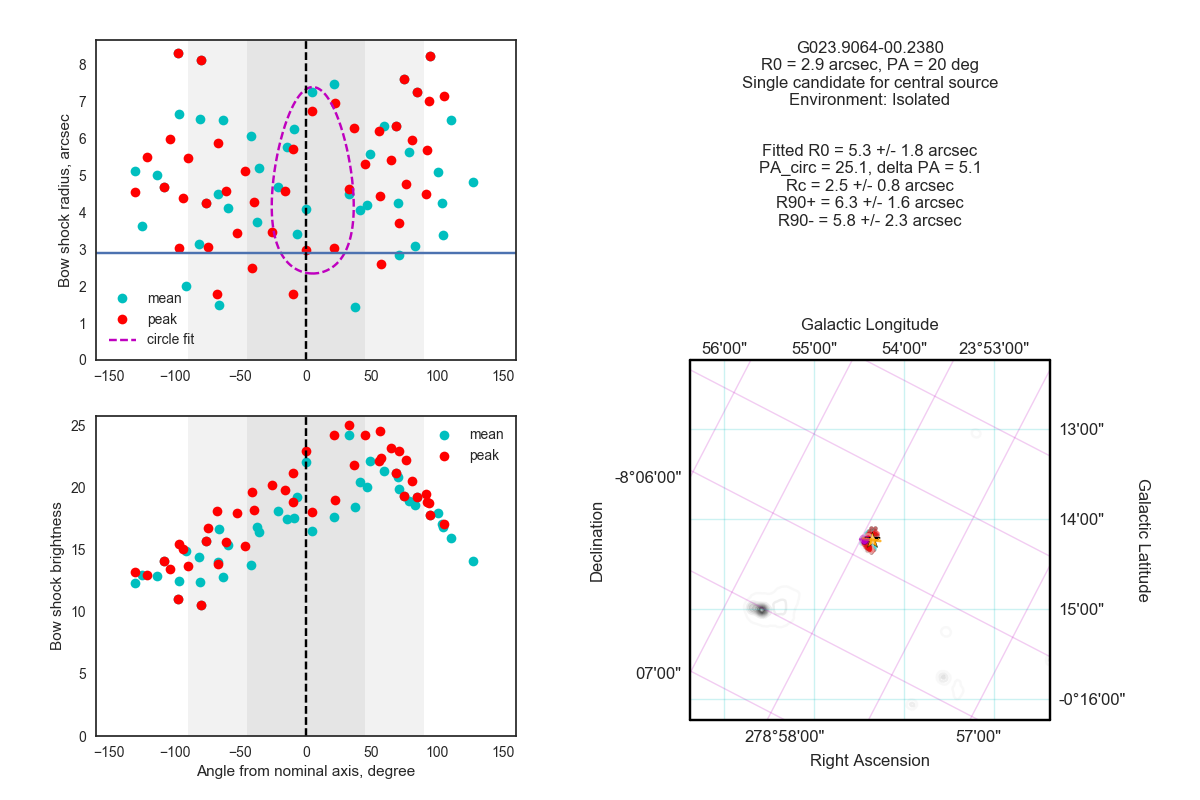 G023.9064-00.2380
R0 = 2.9 arcsec, PA = 20 deg
Single candidate for central source
Environment: Isolated
Fitted R0 = 5.3 +/- 1.8 arcsec
PA_circ = 25.1, delta PA = 5.1
Rc = 2.5 +/- 0.8 arcsec
R90+ = 6.3 +/- 1.6 arcsec
R90- = 5.8 +/- 2.3 arcsec
Bow shock radius, arcsec
8
7
6
5
4
3
2
1
0
mean
peak
circle fit
−150 −100 −50 0 50 100 150
Bow shock brightness
25
20
15
10
5
0
mean
peak
−150 −100 −50 0 50 100 150
Angle from nominal axis, degree
Galactic Longitude
56'00" 55'00" 54'00" 23°53'00"
13'00"
14'00"
15'00"
-0°16'00"
Galactic Latitude
-8°06'00"
07'00"
Declination
278°58'00" 57'00"
Right Ascension